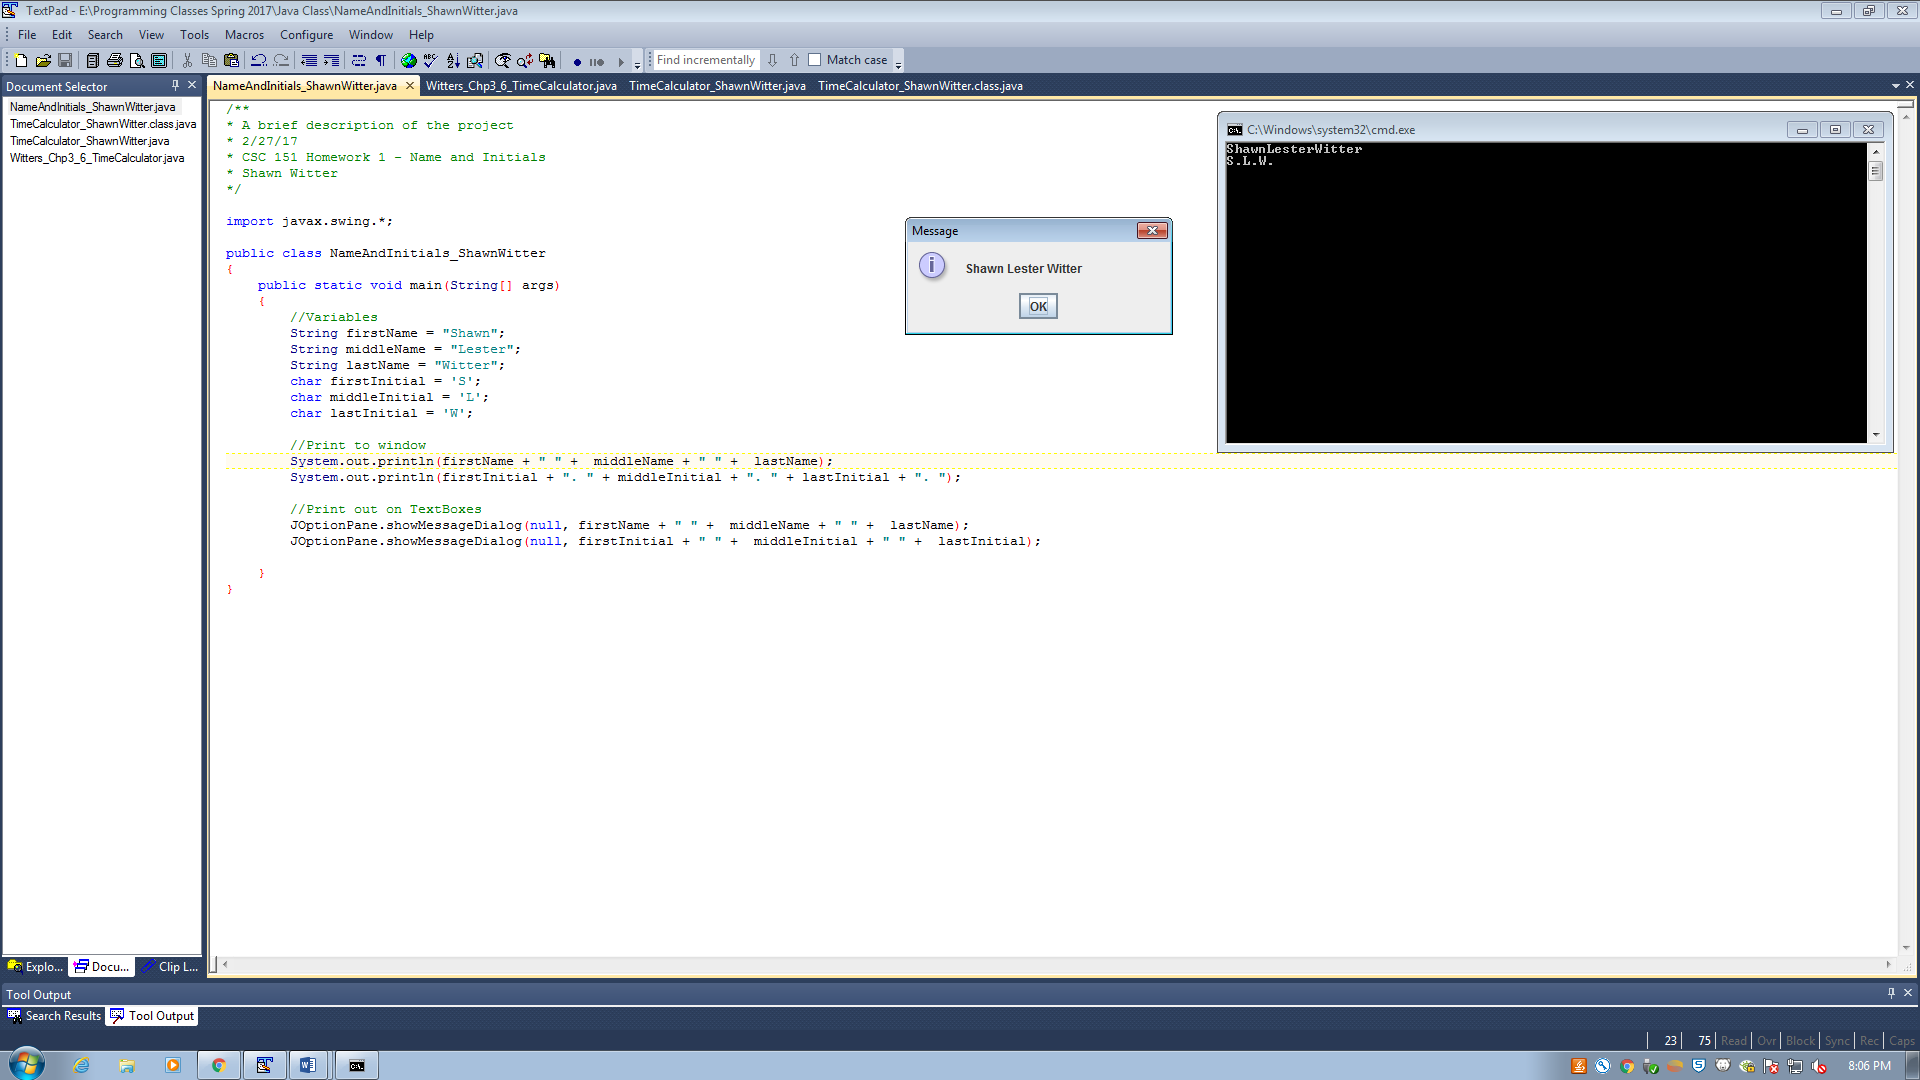 TextPad - E:\Programming Classes Spring 2017\Java Class\NameAndInitials_ShawnWitter.java
File Edit Search View Tools Macros Configure Window Help
Find incrementally Match case
Document Selector
NameAndInitials_ShawnWitter.java
TimeCalculator_ShawnWitter.class.java
TimeCalculator_ShawnWitter.java
Witters_Chp3_6_TimeCalculator.java
NameAndInitials_ShawnWitter.java Witters_Chp3_6_TimeCalculator.java TimeCalculator_ShawnWitter.java TimeCalculator_ShawnWitter.class.java
/**
* A brief description of the project
* 2/27/17
* CSC 151 Homework 1 - Name and Initials
* Shawn Witter
*/
import javax.swing.*;
public class NameAndInitials_ShawnWitter
{
public static void main(String[] args)
{
//Variables
String firstName = "Shawn";
String middleName = "Lester";
String lastName = "Witter";
char firstInitial = 'S';
char middleInitial = 'L';
char lastInitial = 'W';
//Print to window
System.out.println(firstName + " " +  middleName + " " +  lastName);
System.out.println(firstInitial + ". " + middleInitial + ". " + lastInitial + ". ");
//Print out on TextBoxes
JOptionPane.showMessageDialog(null, firstName + " " +  middleName + " " +  lastName);
JOptionPane.showMessageDialog(null, firstInitial + " " +  middleInitial + " " +  lastInitial);
}
}
Message
Shawn Lester Witter
OK
C:\Windows\system32\cmd.exe
ShawnLesterWitter
S.L.W.
Explo... Docu... Clip L...
Tool Output
Search Results Tool Output
23 75 Read Ovr Block Sync Rec Caps
8:06 PM